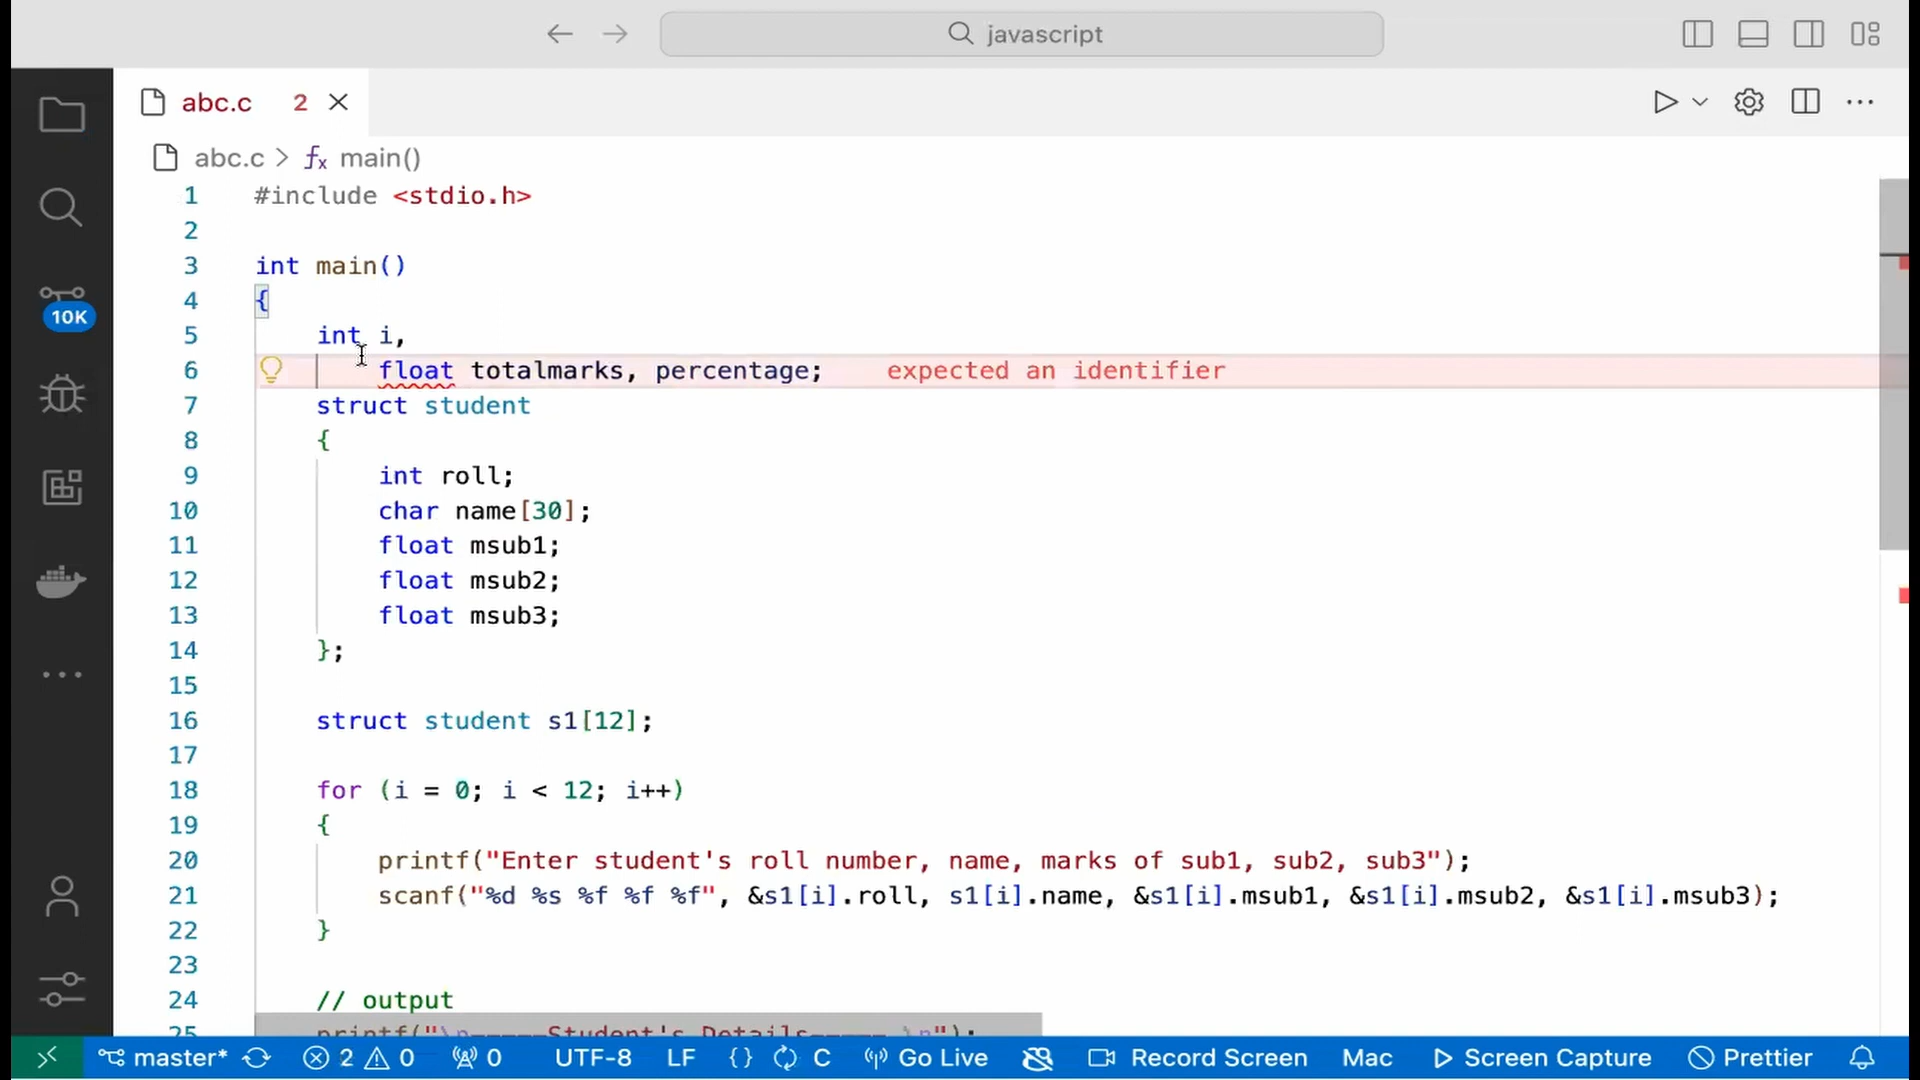 javascript
abc.c 2
abc.c > main()
1 #include <stdio.h>
2
3 int main()
4 {
5 int i,
6 float totalmarks, percentage; expected an identifier
7 struct student
8 {
9 int roll;
10 char name[30];
11 float msub1;
12 float msub2;
13 float msub3;
14 };
15
16 struct student s1[12];
17
18 for (i = 0; i < 12; i++)
19 {
20 printf("Enter student's roll number, name, marks of sub1, sub2, sub3");
21 scanf("%d %s %f %f %f", &s1[i].roll, s1[i].name, &s1[i].msub1, &s1[i].msub2, &s1[i].msub3);
22 }
23
24 // output
25 printf("\n-----Student's Details----- \n");
10K
master* 2 0 0 UTF-8 LF {} C Go Live Record Screen Mac Screen Capture Prettier